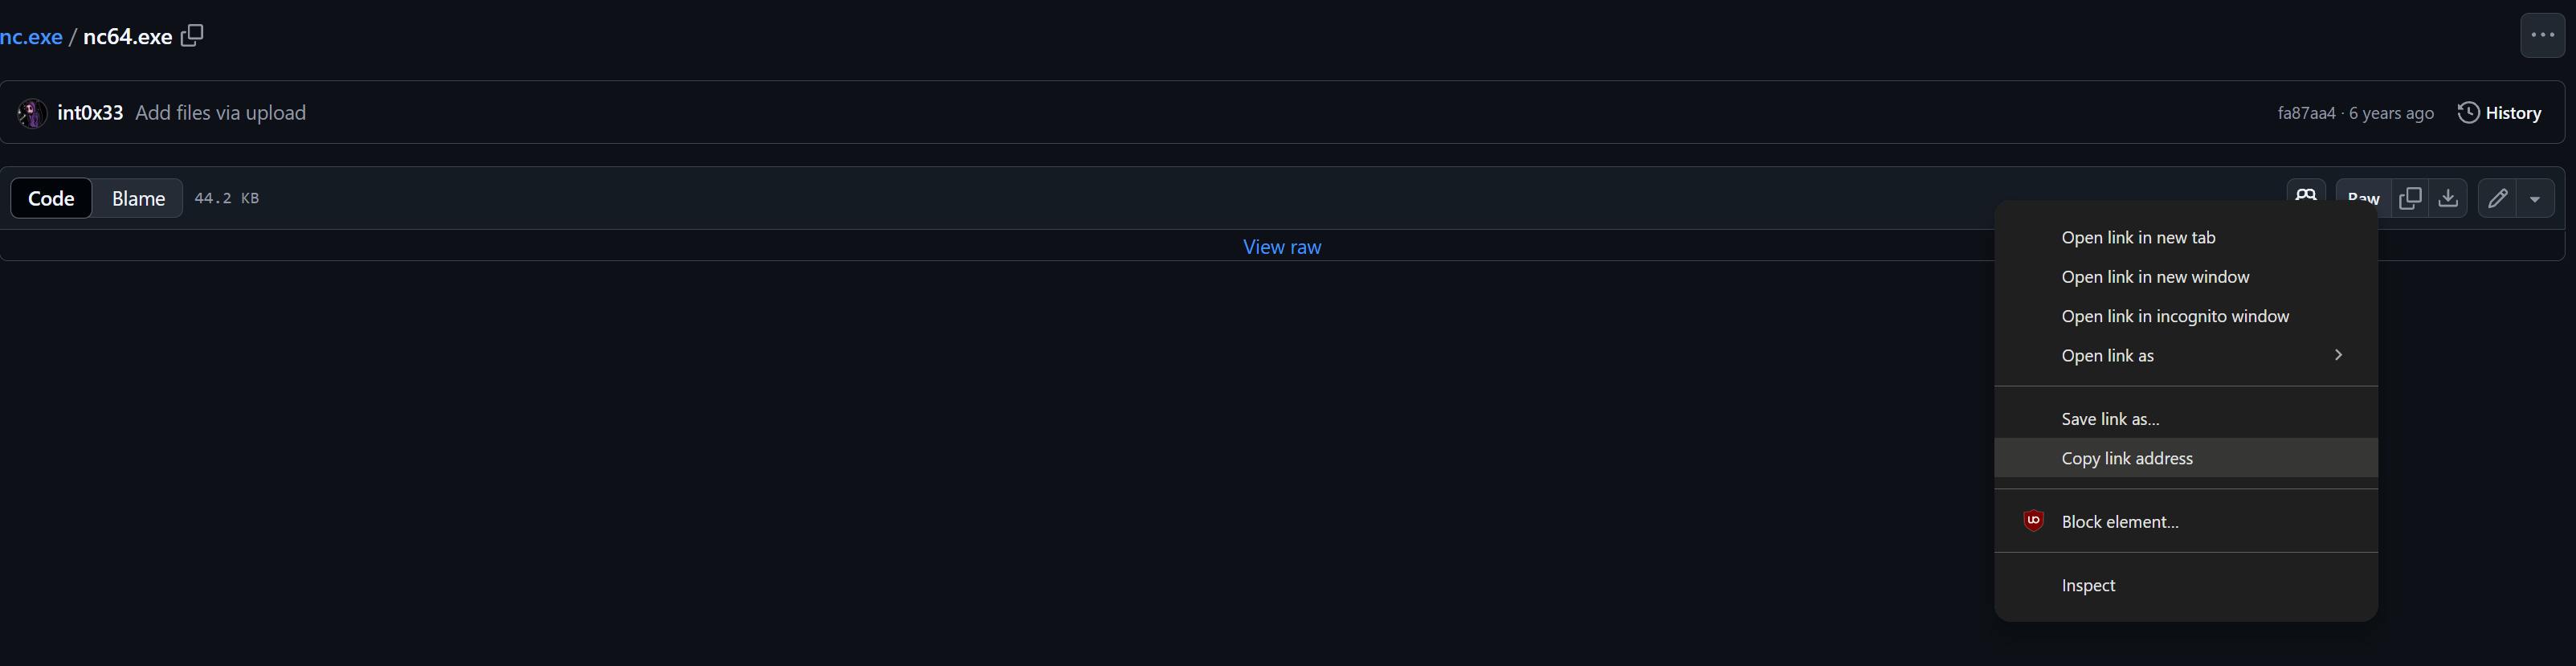 nc.exe / nc64.exe
int0x33 Add files via upload fa87aa4 · 6 years ago History
Code Blame 44.2 KB Raw
View raw
Open link in new tab
Open link in new window
Open link in incognito window
Open link as
Save link as...
Copy link address
Block element...
Inspect